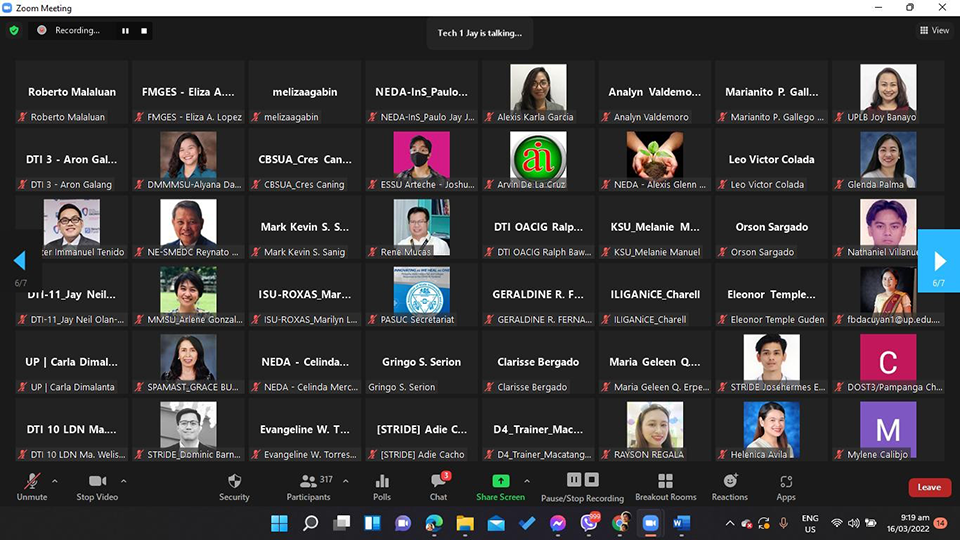 Zoom Meeting
Recording...
Tech 1 Jay is talking...
View
Roberto Malaluan
FMGES - Eliza A....
melizaagabin
NEDA-InS_Paulo...
Analyn Valdemo...
Marianito P. Gall...
Roberto Malaluan
FMGES - Eliza A. Lopez
melizaagabin
NEDA-InS_Paulo Jay J...
Alexis Karla Garcia
Analyn Valdemoro
Marianito P. Gallego ...
UPLB Joy Banayo
DTI 3 - Aron Gal...
CBSUA_Cres Can...
ai
Leo Victor Colada
DTI 3 - Aron Galang
DMMMSU-Alyana Da...
CBSUA_Cres Caning
ESSU Arteche - Joshu...
Arvin De La Cruz
NEDA - Alexis Glenn ...
Leo Victor Colada
Glenda Palma
Mark Kevin S. S...
DTI OACIG Ralp...
KSU_Melanie M...
Orson Sargado
ter Immanuel Tenido
NE-SMEDC Reynato ...
Mark Kevin S. Sanig
René Mucas
DTI OACIG Ralph Baw...
KSU_Melanie Manuel
Orson Sargado
Nathaniel Villanue
6/7
6/7
DTI-11_Jay Neil...
ISU-ROXAS_Mar...
GERALDINE R. F...
ILIGANiCE_Charell
Eleonor Temple...
DTI-11_Jay Neil Olan-...
MMSU_Arlene Gonzal...
ISU-ROXAS_Marilyn L...
PASUC Secretariat
GERALDINE R. FERNA...
ILIGANiCE_Charell
Eleonor Temple Guden
fbdacuyan1@up.edu....
UP | Carla Dimal...
NEDA - Celinda...
Gringo S. Serion
Clarisse Bergado
Maria Geleen Q....
C
UP | Carla Dimalanta
SPAMAST_GRACE BU...
NEDA - Celinda Merc...
Gringo S. Serion
Clarisse Bergado
Maria Geleen Q. Erpe...
STRIDE Josehermes E...
DOST3/Pampanga Ch...
DTI 10 LDN Ma....
Evangeline W. T...
[STRIDE] Adie C...
D4_Trainer_Mac...
M
DTI 10 LDN Ma. Welis...
STRIDE_Dominic Barn...
Evangeline W. Torres...
[STRIDE] Adie Cacho
D4_Trainer_Macatang...
RAYSON REGALA
Helenica Avila
Mylene Calibjo
317
3
Unmute
Stop Video
Security
Participants
Polls
Chat
Share Screen
Pause/Stop Recording
Breakout Rooms
Reactions
Apps
Leave
ENG
US
9:19 am
16/03/2022
14